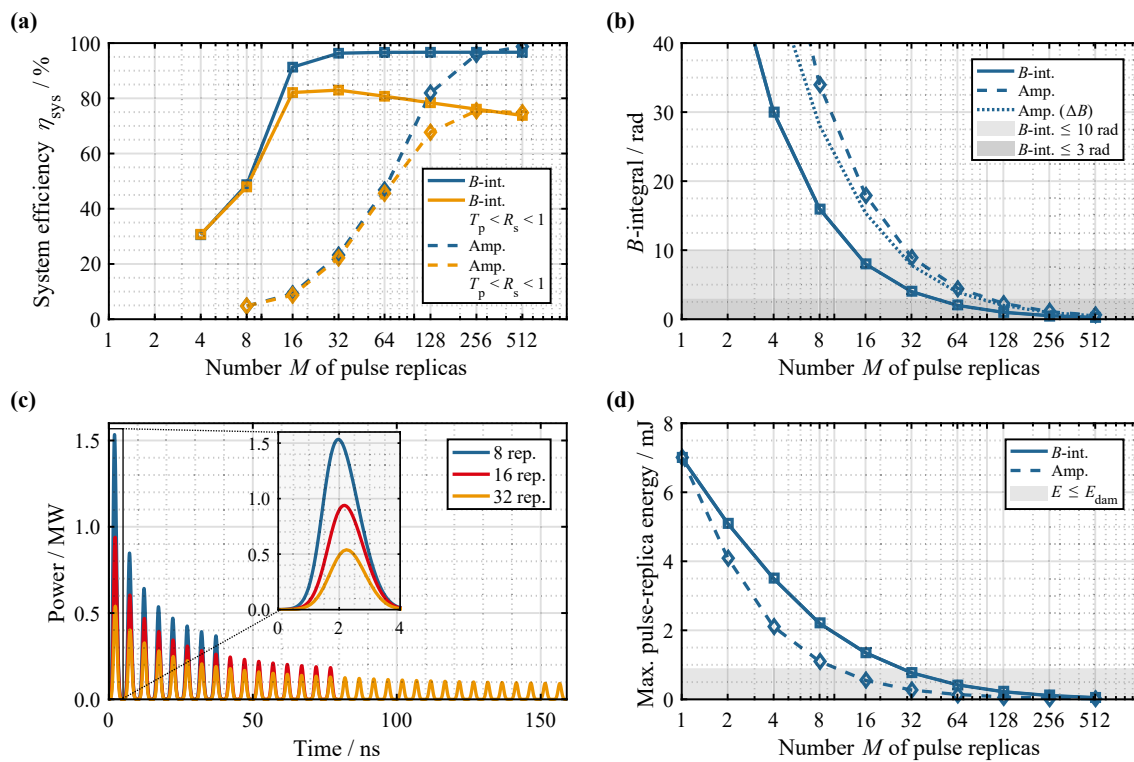 (a)
System efficiency η_sys / %
100
80
60
40
20
0
1 2 4 8 16 32 64 128 256 512
Number M of pulse replicas
B-int.
B-int.
T_p < R_s < 1
Amp.
Amp.
T_p < R_s < 1
(b)
B-integral / rad
40
30
20
10
0
1 2 4 8 16 32 64 128 256 512
Number M of pulse replicas
B-int.
Amp.
Amp. (ΔB)
B-int. ≤ 10 rad
B-int. ≤ 3 rad
(c)
Power / MW
1.5
1.0
0.5
0.0
0 50 100 150
Time / ns
1.5
1.0
0.5
0.0
0 2 4
8 rep.
16 rep.
32 rep.
(d)
Max. pulse-replica energy / mJ
8
6
4
2
0
1 2 4 8 16 32 64 128 256 512
Number M of pulse replicas
B-int.
Amp.
E ≤ E_dam